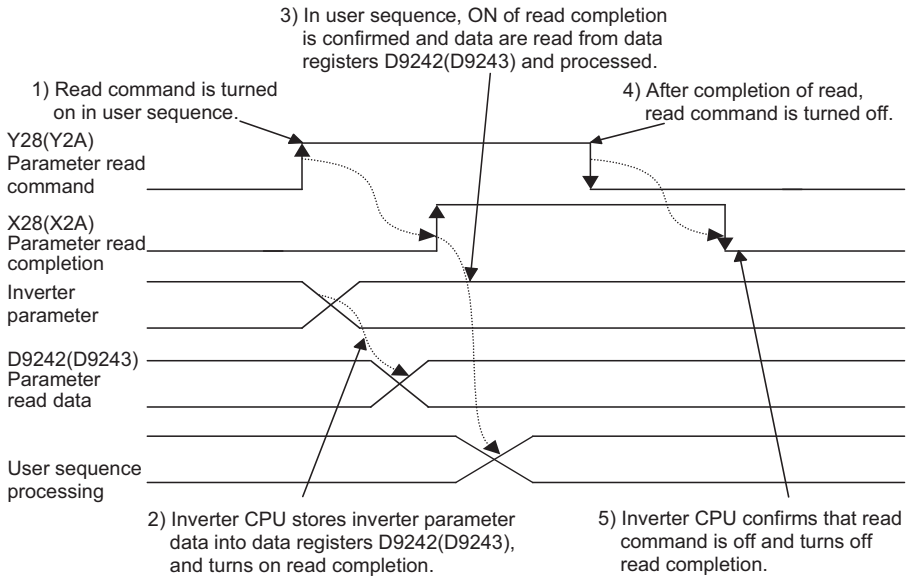 3) In user sequence, ON of read completion
is confirmed and data are read from data
registers D9242(D9243) and processed.
1) Read command is turned
on in user sequence.
4) After completion of read,
read command is turned off.
Y28(Y2A)
Parameter read
command
X28(X2A)
Parameter read
completion
Inverter
parameter
D9242(D9243)
Parameter
read data
User sequence
processing
2) Inverter CPU stores inverter parameter
data into data registers D9242(D9243),
and turns on read completion.
5) Inverter CPU confirms that read
command is off and turns off
read completion.